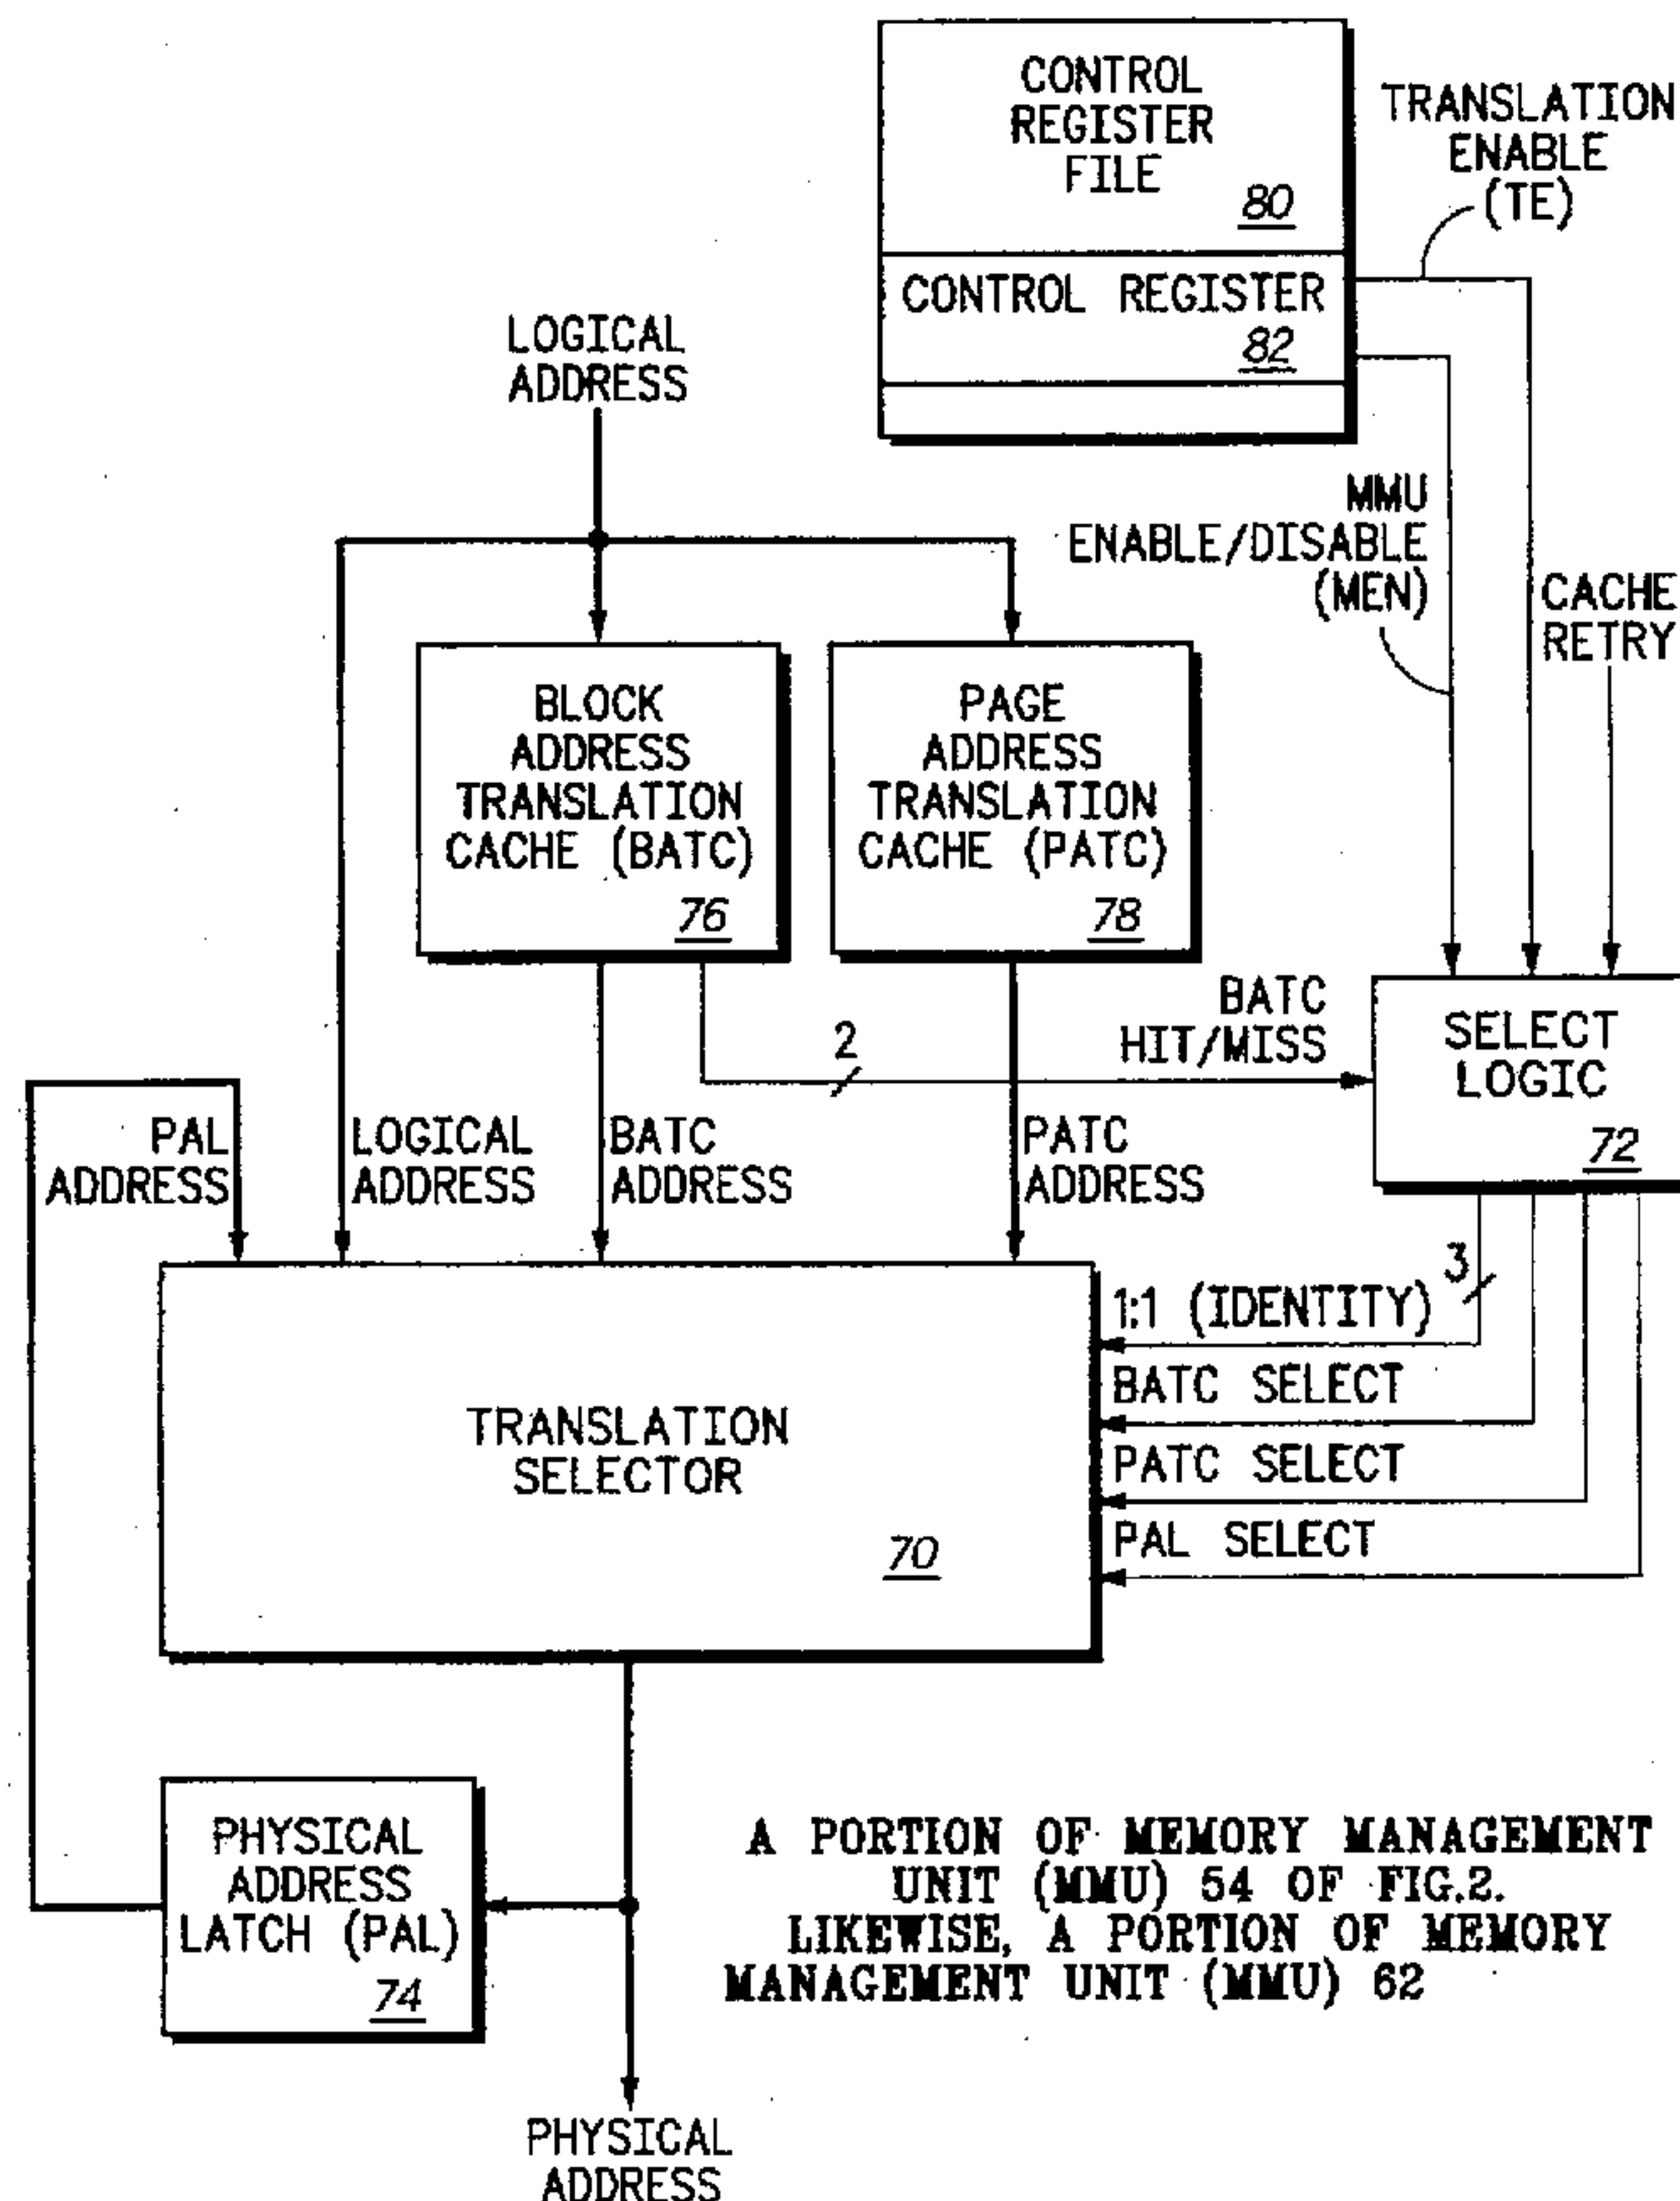 CONTROL
REGISTER
FILE
80
TRANSLATION
ENABLE
(TE)
CONTROL REGISTER
82
LOGICAL
ADDRESS
MMU
ENABLE/DISABLE
(MEN)
CACHE
RETRY
BLOCK
ADDRESS
TRANSLATION
CACHE (BATC)
76
PAGE
ADDRESS
TRANSLATION
CACHE (PATC)
78
BATC
HIT/MISS
2
SELECT
LOGIC
72
PAL
ADDRESS
LOGICAL
ADDRESS
BATC
ADDRESS
PATC
ADDRESS
3
1:1 (IDENTITY)
BATC SELECT
PATC SELECT
PAL SELECT
TRANSLATION
SELECTOR
70
PHYSICAL
ADDRESS
LATCH (PAL)
74
A PORTION OF MEMORY MANAGEMENT
UNIT (MMU) 54 OF FIG.2.
LIKEWISE, A PORTION OF MEMORY
MANAGEMENT UNIT (MMU) 62
PHYSICAL
ADDRESS